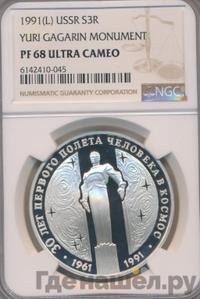 1991(L) USSR S3R
YURI GAGARIN MONUMENT
PF 68 ULTRA CAMEO
6142410-045
NUMISMATIC GUARANTY CORPORATION
NGC
30 ЛЕТ ПЕРВОГО ПОЛЕТА ЧЕЛОВЕКА В КОСМОС
1961 1991
Гденашел.ру